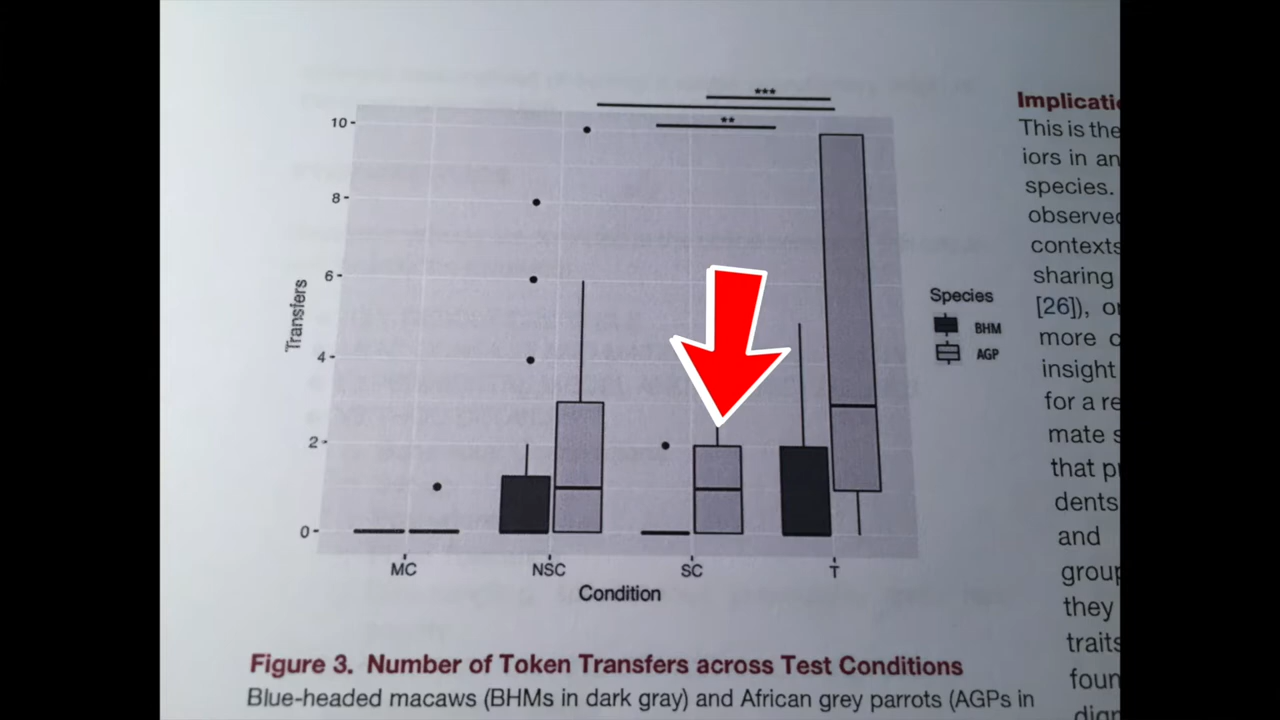 ***
**
10
8
6
4
2
0
Transfers
MC NSC SC T
Condition
Species
BHM
AGP
Figure 3. Number of Token Transfers across Test Conditions
Blue-headed macaws (BHMs in dark gray) and African grey parrots (AGPs in
This is the
iors in an
species.
observed
contexts
sharing
[26]), or
more
insight
for a re
mate
that
dents
and
group
they
traits